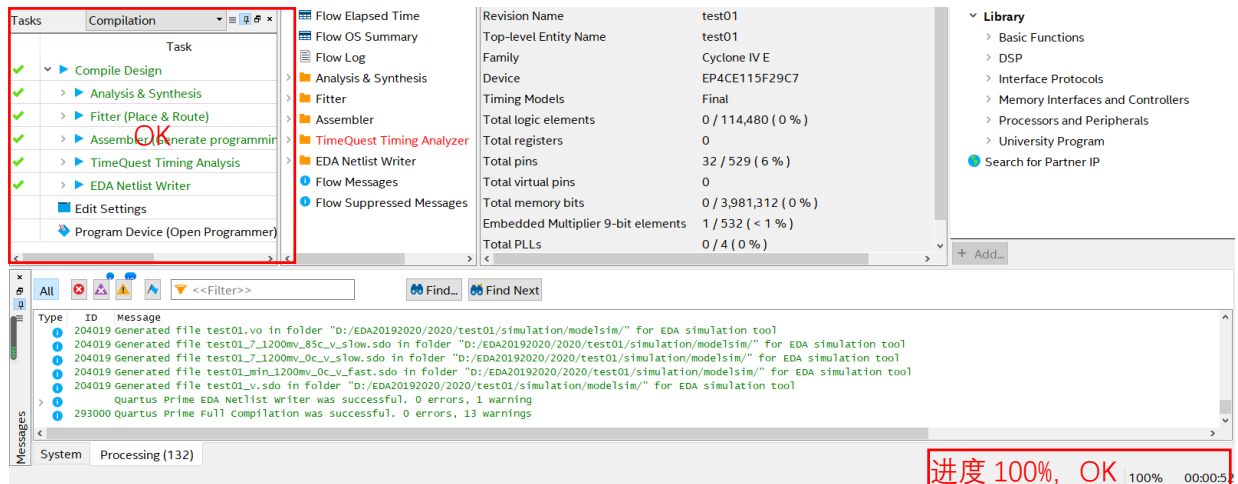 Tasks Compilation
Task
Compile Design
Analysis & Synthesis
Fitter (Place & Route)
Assembler (Generate programmin
OK
TimeQuest Timing Analysis
EDA Netlist Writer
Edit Settings
Program Device (Open Programmer)
Flow Elapsed Time
Flow OS Summary
Flow Log
Analysis & Synthesis
Fitter
Assembler
TimeQuest Timing Analyzer
EDA Netlist Writer
Flow Messages
Flow Suppressed Messages
Revision Name test01
Top-level Entity Name test01
Family Cyclone IV E
Device EP4CE115F29C7
Timing Models Final
Total logic elements 0 / 114,480 ( 0 % )
Total registers 0
Total pins 32 / 529 ( 6 % )
Total virtual pins 0
Total memory bits 0 / 3,981,312 ( 0 % )
Embedded Multiplier 9-bit elements 1 / 532 ( < 1 % )
Total PLLs 0 / 4 ( 0 % )
Library
Basic Functions
DSP
Interface Protocols
Memory Interfaces and Controllers
Processors and Peripherals
University Program
Search for Partner IP
+ Add...
All <<Filter>> Find... Find Next
Type ID Message
204019 Generated file test01.vo in folder "D:/EDA20192020/2020/test01/simulation/modelsim/" for EDA simulation tool
204019 Generated file test01_7_1200mv_85c_v_slow.sdo in folder "D:/EDA20192020/2020/test01/simulation/modelsim/" for EDA simulation tool
204019 Generated file test01_7_1200mv_0c_v_slow.sdo in folder "D:/EDA20192020/2020/test01/simulation/modelsim/" for EDA simulation tool
204019 Generated file test01_min_1200mv_0c_v_fast.sdo in folder "D:/EDA20192020/2020/test01/simulation/modelsim/" for EDA simulation tool
204019 Generated file test01_v.sdo in folder "D:/EDA20192020/2020/test01/simulation/modelsim/" for EDA simulation tool
Quartus Prime EDA Netlist Writer was successful. 0 errors, 1 warning
293000 Quartus Prime Full Compilation was successful. 0 errors, 13 warnings
Messages
System Processing (132)
进度 100%, OK 100% 00:00:52